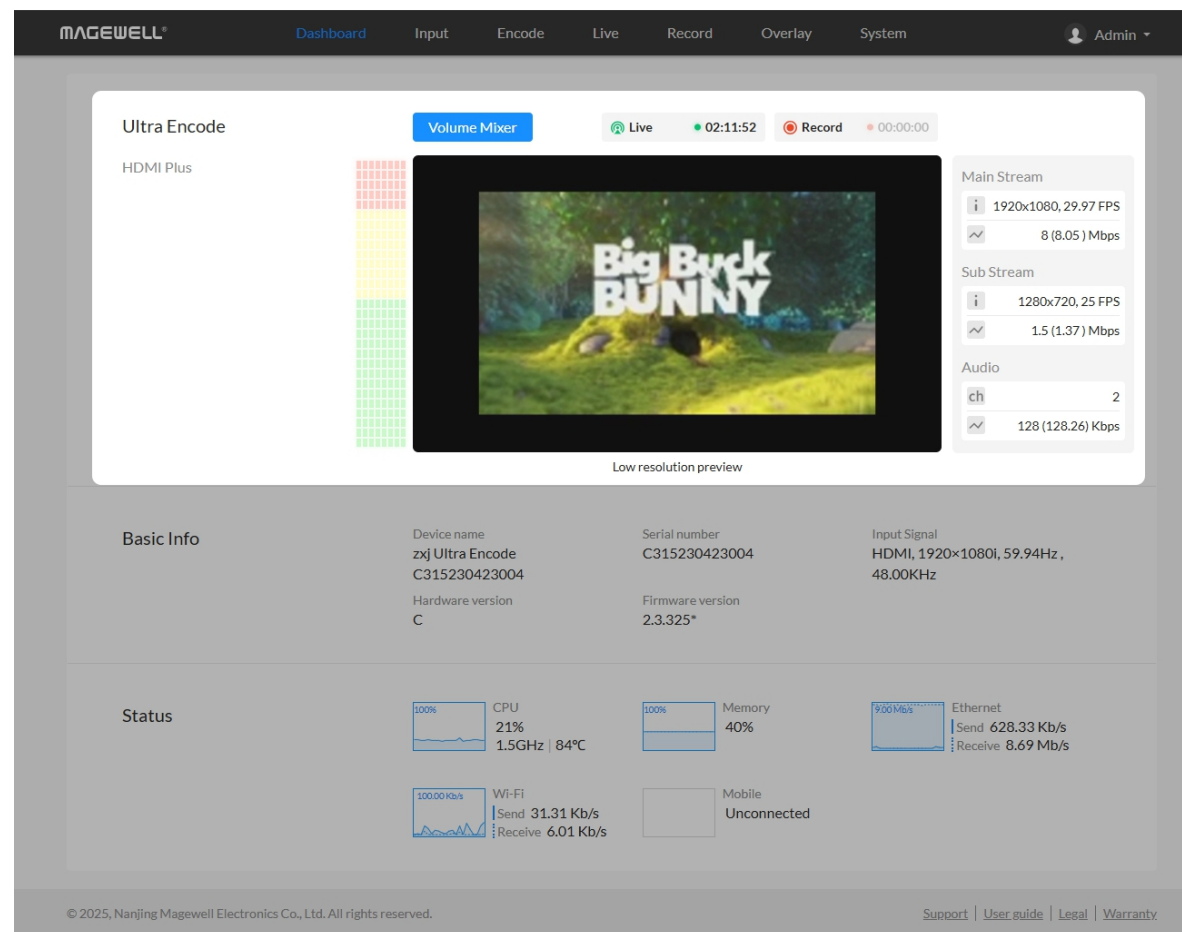 MAGEWELL®
Dashboard Input Encode Live Record Overlay System Admin
Ultra Encode
HDMI Plus
Volume Mixer
Live 02:11:52
Record 00:00:00
Big Buck
BUNNY
Low resolution preview
Main Stream
i 1920x1080, 29.97 FPS
8 (8.05 ) Mbps
Sub Stream
i 1280x720, 25 FPS
1.5 (1.37 ) Mbps
Audio
ch 2
128 (128.26) Kbps
Basic Info
Device name
zxj Ultra Encode
C315230423004
Serial number
C315230423004
Input Signal
HDMI, 1920×1080i, 59.94Hz ,
48.00KHz
Hardware version
C
Firmware version
2.3.325*
Status
100%
CPU
21%
1.5GHz | 84℃
100%
Memory
40%
9.00 Mb/s
Ethernet
Send 628.33 Kb/s
Receive 8.69 Mb/s
100.00 Kb/s
Wi-Fi
Send 31.31 Kb/s
Receive 6.01 Kb/s
Mobile
Unconnected
© 2025, Nanjing Magewell Electronics Co., Ltd. All rights reserved.
Support | User guide | Legal | Warranty